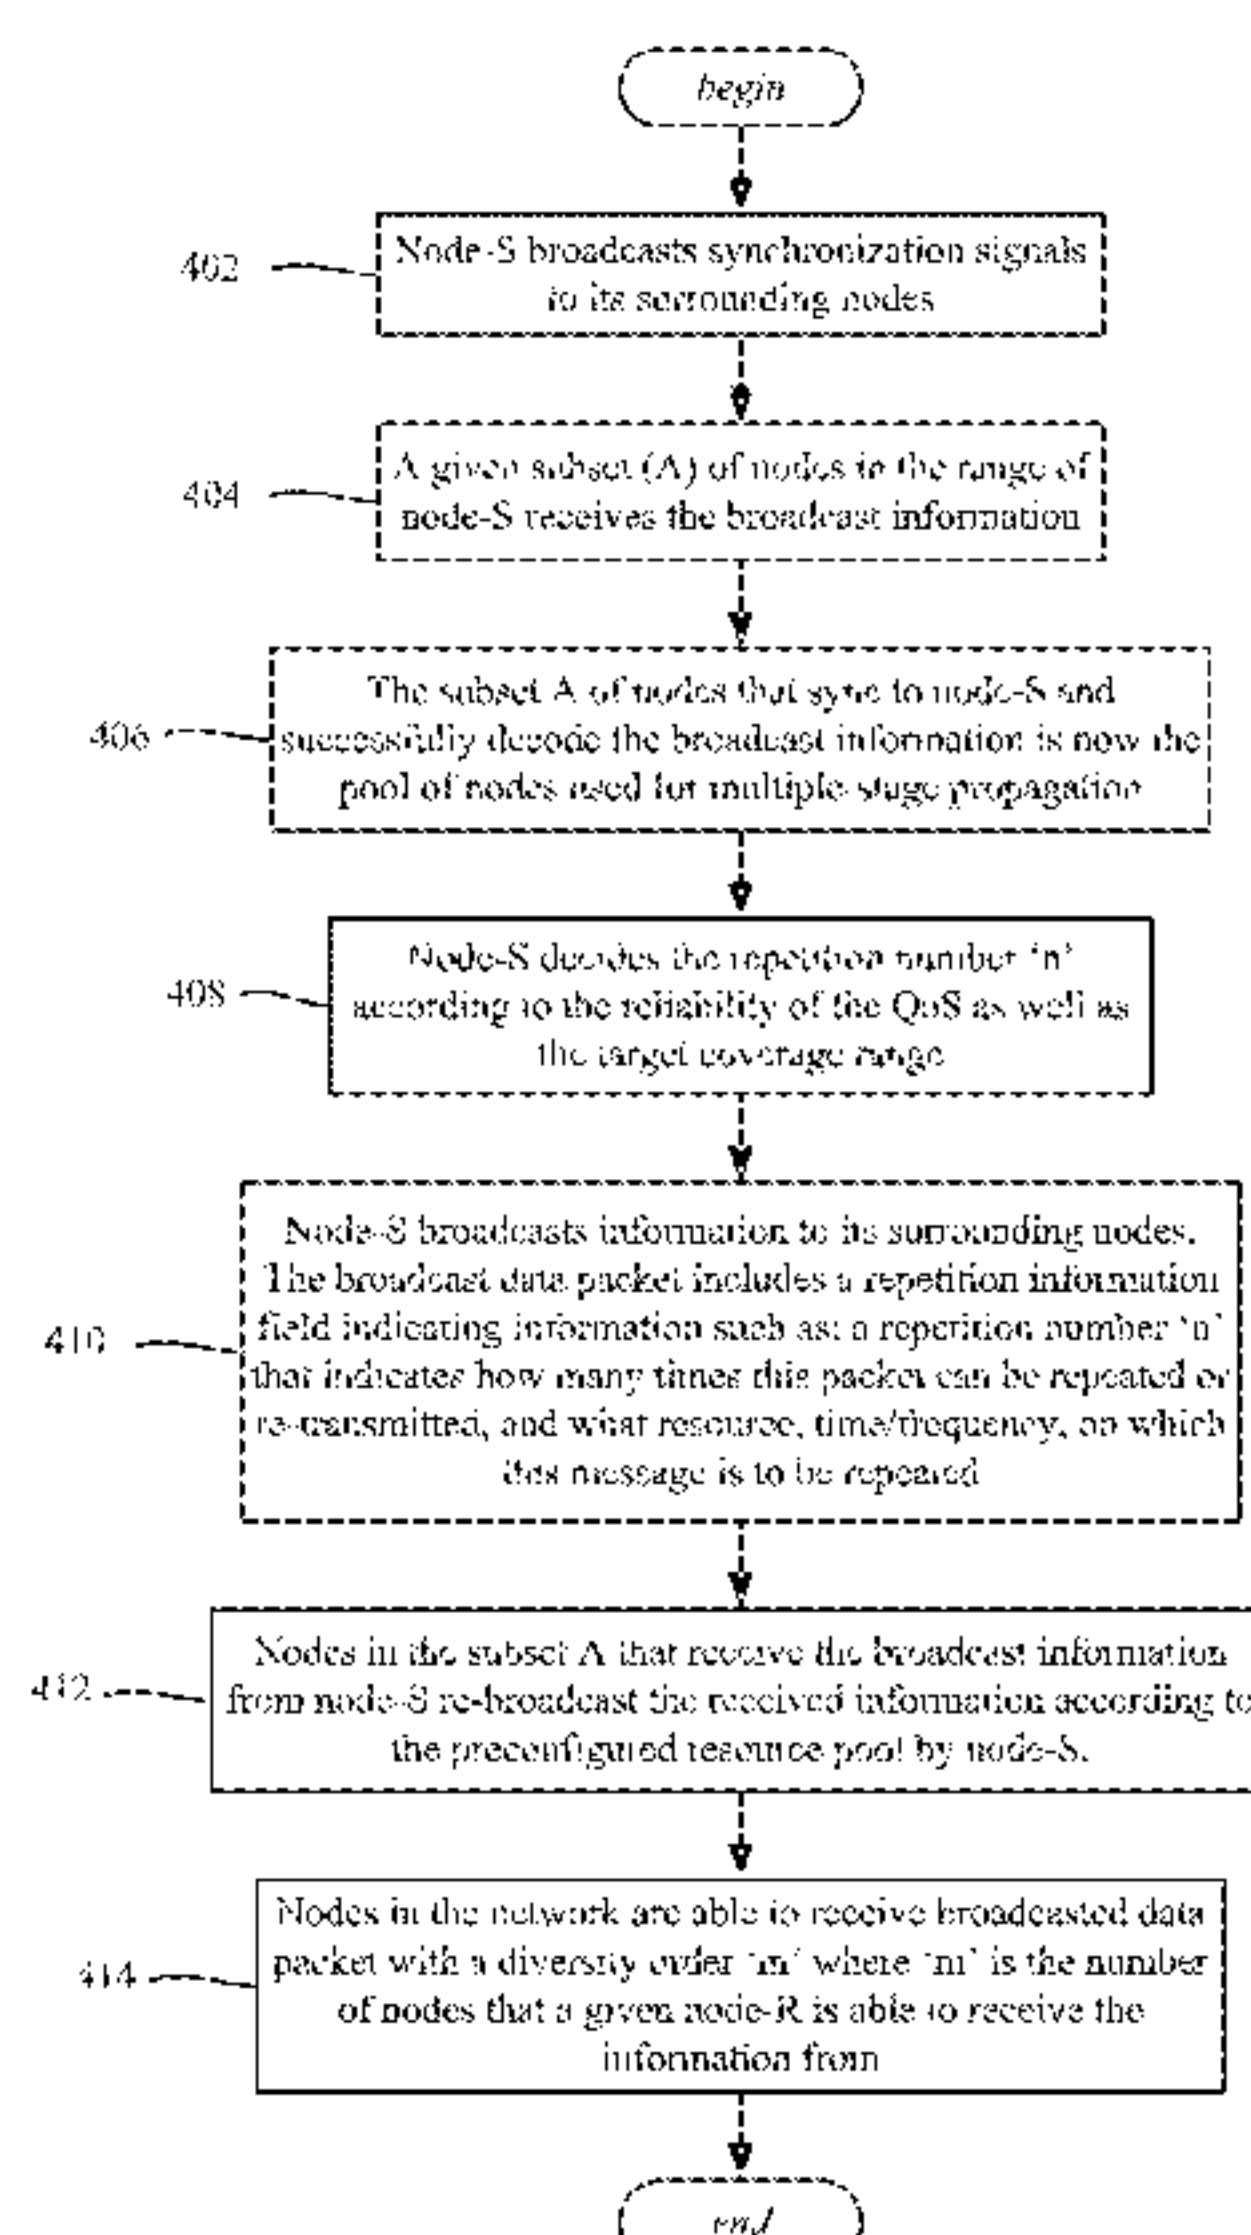 begin
402
Node-S broadcasts synchronization signals
to its surrounding nodes
404
A given subset (A) of nodes in the range of
node-S receives the broadcast information
406
The subset A of nodes that sync to node-S and
successfully decode the broadcast information is now the
pool of nodes used for multiple-stage propagation
408
Node-S decides the repetition number 'n'
according to the reliability of the QoS as well as
the target coverage range
410
Node-S broadcasts information to its surrounding nodes.
The broadcast data packet includes a repetition information
field indicating information such as: a repetition number 'n'
that indicates how many times this packet can be repeated or
re-transmitted, and what resource, time/frequency, on which
this message is to be repeated
412
Nodes in the subset A that receive the broadcast information
from node-S re-broadcast the received information according to
the preconfigured resource pool by node-S.
414
Nodes in the network are able to receive broadcasted data
packet with a diversity order 'm' where 'm' is the number
of nodes that a given node-R is able to receive the
information from
end